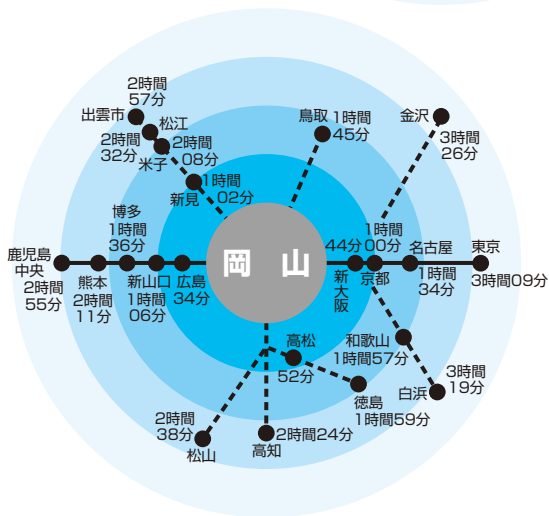 2時間
57分
出雲市
松江
2時間
32分
米子
2時間
08分
新見
1時間
02分
鳥取
1時間
45分
金沢
3時間
26分
博多
1時間
36分
鹿児島
中央
2時間
55分
熊本
2時間
11分
新山口
1時間
06分
広島
34分
岡 山
44分
新大阪
1時間
00分
京都
名古屋
1時間
34分
東京
3時間09分
高松
52分
和歌山
1時間57分
徳島
1時間59分
白浜
3時間
19分
2時間
38分
松山
2時間24分
高知